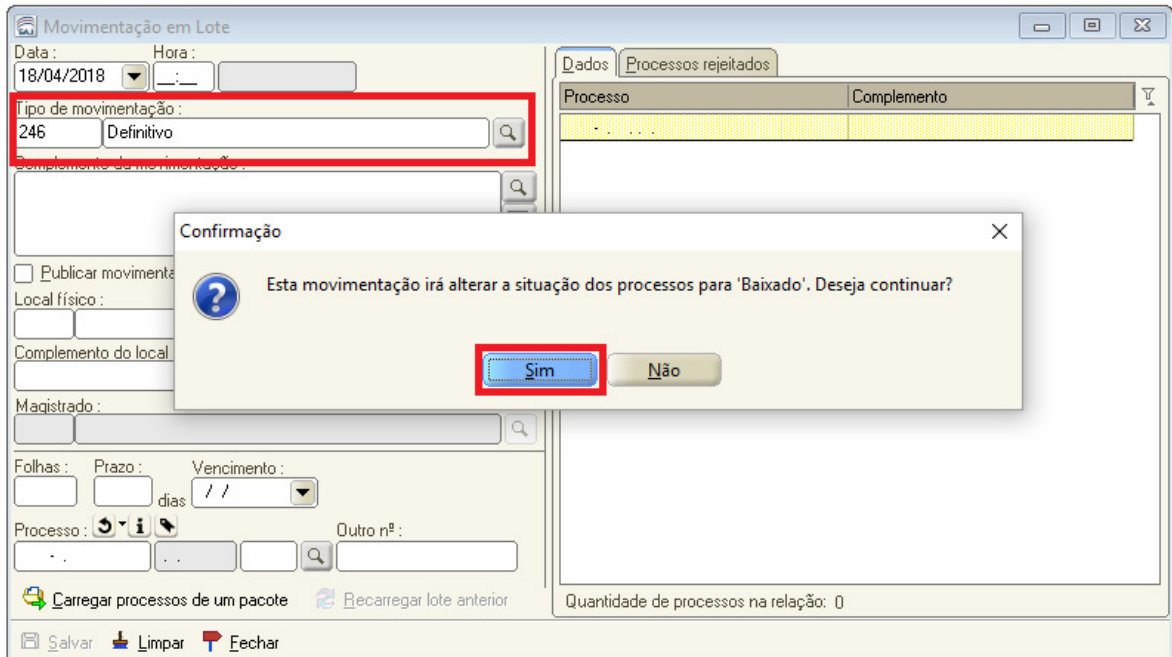 Movimentação em Lote
Data : Hora :
18/04/2018 __:__
Tipo de movimentação :
246 Definitivo
Complemento da movimentação :
Publicar movimenta
Local físico :
Complemento do local
Magistrado :
Folhas : Prazo : Vencimento :
dias / /
Processo : Outro nº :
- .
. .
Carregar processos de um pacote Recarregar lote anterior
Salvar Limpar Fechar
Dados Processos rejeitados
Processo Complemento
- . . . .
Quantidade de processos na relação: 0
Confirmação
Esta movimentação irá alterar a situação dos processos para 'Baixado'. Deseja continuar?
Sim Não